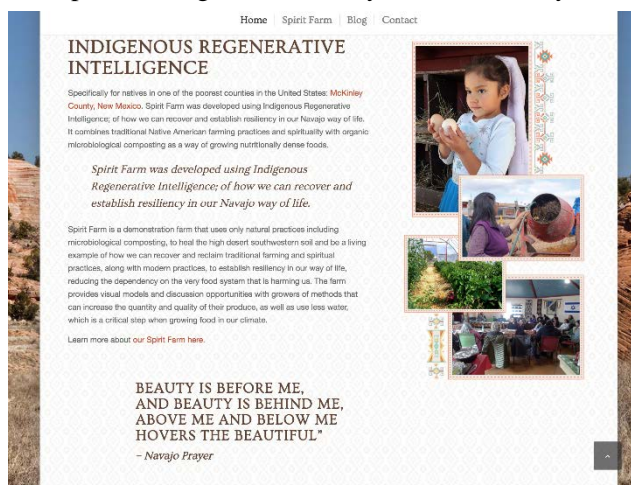 Home | Spirit Farm | Blog | Contact
INDIGENOUS REGENERATIVE
INTELLIGENCE
Specifically for natives in one of the poorest counties in the United States: McKinley
County, New Mexico. Spirit Farm was developed using Indigenous Regenerative
Intelligence; of how we can recover and establish resiliency in our Navajo way of life.
It combines traditional Native American farming practices and spirituality with organic
microbiological composting as a way of growing nutritionally dense foods.
Spirit Farm was developed using Indigenous
Regenerative Intelligence; of how we can recover and
establish resiliency in our Navajo way of life.
Spirit Farm is a demonstration farm that uses only natural practices including
microbiological composting, to heal the high desert southwestern soil and be a living
example of how we can recover and reclaim traditional farming and spiritual
practices, along with modern practices, to establish resiliency in our way of life,
reducing the dependency on the very food system that is harming us. The farm
provides visual models and discussion opportunities with growers of methods that
can increase the quantity and quality of their produce, as well as use less water,
which is a critical step when growing food in our climate.
Learn more about our Spirit Farm here.
BEAUTY IS BEFORE ME,
AND BEAUTY IS BEHIND ME,
ABOVE ME AND BELOW ME
HOVERS THE BEAUTIFUL"
– Navajo Prayer